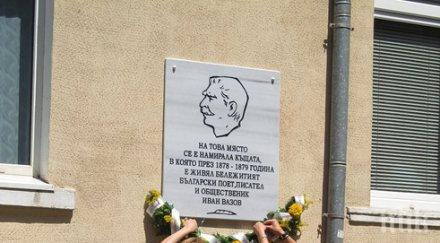 НА ТОВА МЯСТО
СЕ Е НАМИРАЛА КЪЩАТА,
В КОЯТО ПРЕЗ 1878 - 1879 ГОДИНА
Е ЖИВЯЛ БЕЛЕЖИТИЯТ
БЪЛГАРСКИ ПОЕТ, ПИСАТЕЛ
И ОБЩЕСТВЕНИК
ИВАН ВАЗОВ